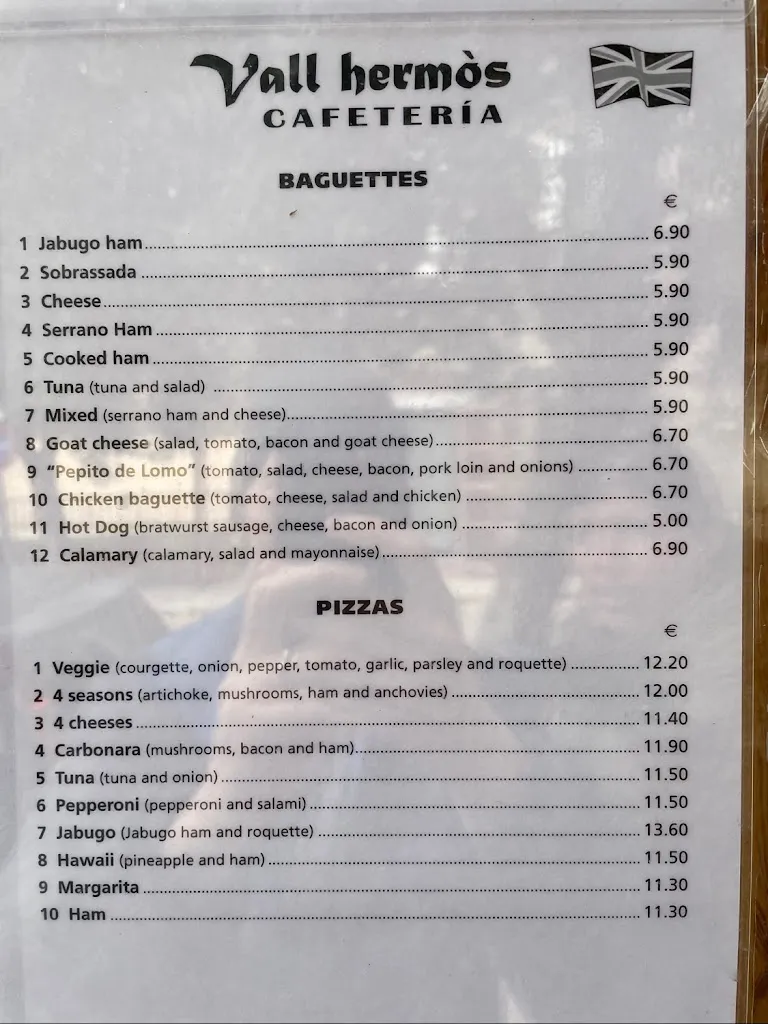 Vall hermòs
CAFETERÍA
BAGUETTES
€
1 Jabugo ham 6.90
2 Sobrassada 5.90
3 Cheese 5.90
4 Serrano Ham 5.90
5 Cooked ham 5.90
6 Tuna (tuna and salad) 5.90
7 Mixed (serrano ham and cheese) 5.90
8 Goat cheese (salad, tomato, bacon and goat cheese) 6.70
9 “Pepito de Lomo” (tomato, salad, cheese, bacon, pork loin and onions) 6.70
10 Chicken baguette (tomato, cheese, salad and chicken) 6.70
11 Hot Dog (bratwurst sausage, cheese, bacon and onion) 5.00
12 Calamary (calamary, salad and mayonnaise) 6.90
PIZZAS
€
1 Veggie (courgette, onion, pepper, tomato, garlic, parsley and roquette) 12.20
2 4 seasons (artichoke, mushrooms, ham and anchovies) 12.00
3 4 cheeses 11.40
4 Carbonara (mushrooms, bacon and ham) 11.90
5 Tuna (tuna and onion) 11.50
6 Pepperoni (pepperoni and salami) 11.50
7 Jabugo (Jabugo ham and roquette) 13.60
8 Hawaii (pineapple and ham) 11.50
9 Margarita 11.30
10 Ham 11.30